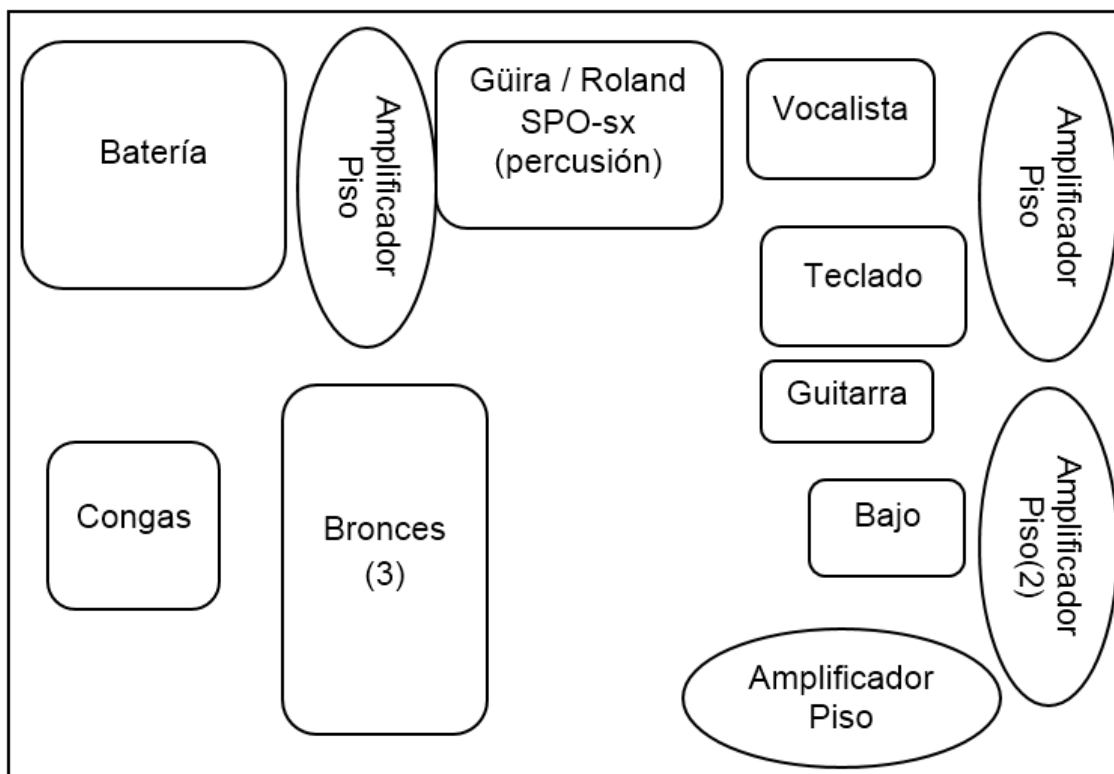 Batería
Amplificador
Piso
Güira / Roland
SPO-sx
(percusión)
Vocalista
Amplificador
Piso
Teclado
Guitarra
Congas
Bronces
(3)
Bajo
Amplificador
Piso(2)
Amplificador
Piso